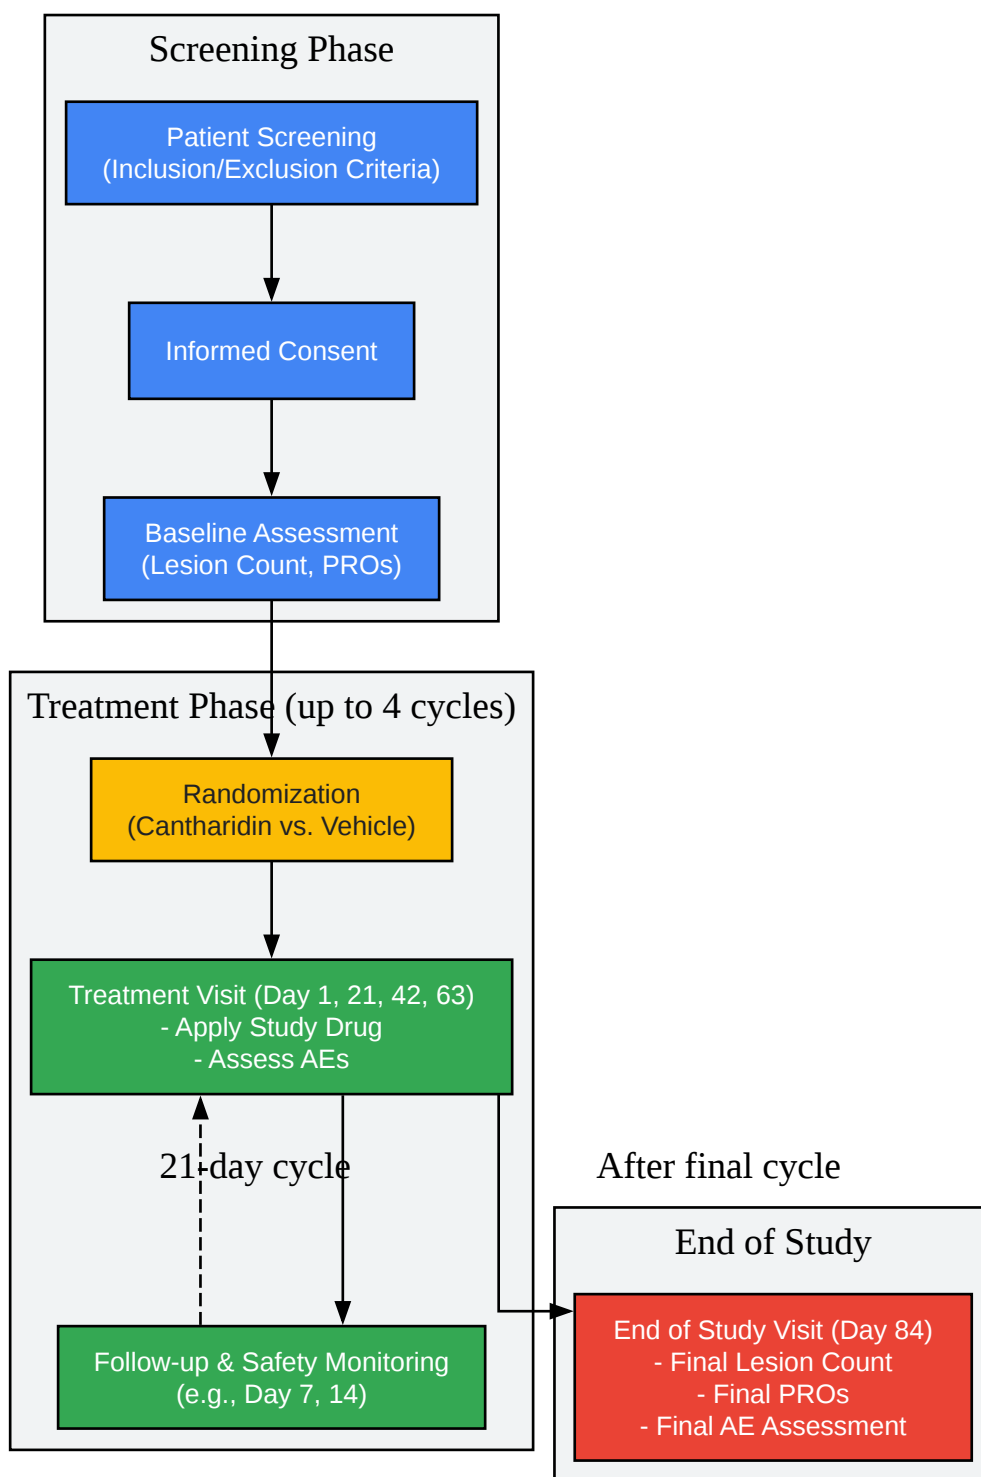 Screening Phase
Patient Screening
(Inclusion/Exclusion Criteria)
Informed Consent
Baseline Assessment
(Lesion Count, PROs)
Treatment Phase (up to 4 cycles)
Randomization
(Cantharidin vs. Vehicle)
Treatment Visit (Day 1, 21, 42, 63)
- Apply Study Drug
- Assess AEs
21-day cycle
Follow-up & Safety Monitoring
(e.g., Day 7, 14)
After final cycle
End of Study
End of Study Visit (Day 84)
- Final Lesion Count
- Final PROs
- Final AE Assessment